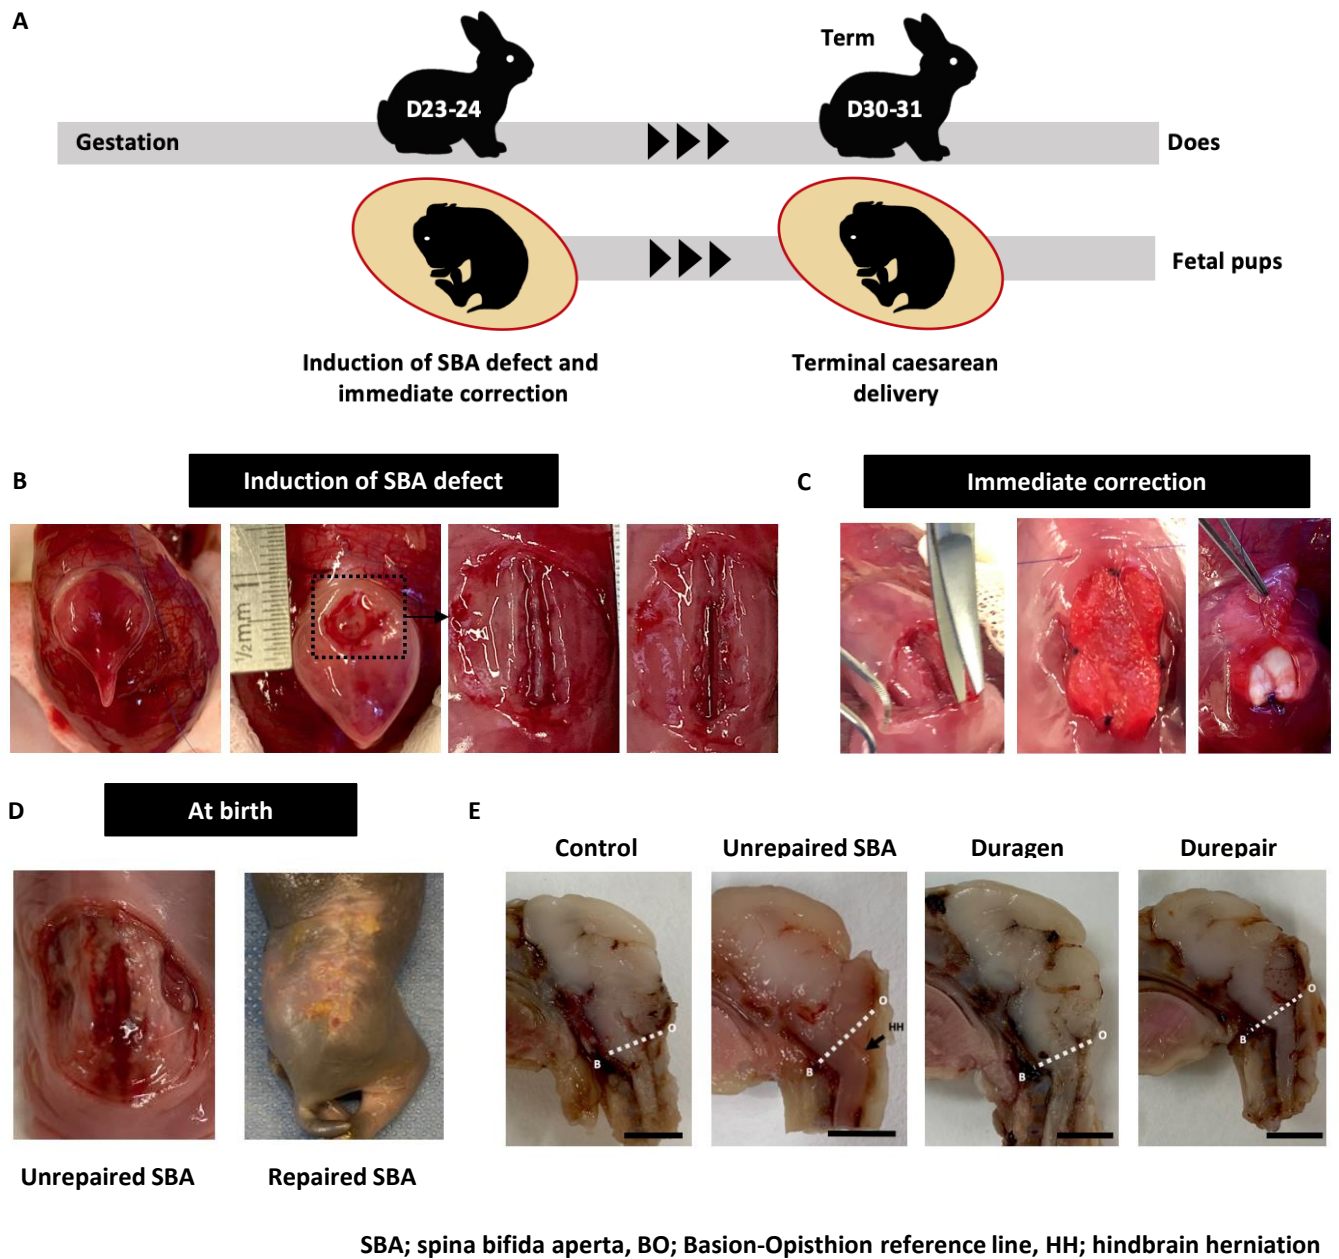 A
Term
D23-24
D30-31
Gestation
Does
Fetal pups
Induction of SBA defect and
immediate correction
Terminal caesarean
delivery
B
Induction of SBA defect
C
Immediate correction
1/2mm
D
At birth
E
Control
Unrepaired SBA
Duragen
Durepair
B
O
B
O
HH
B
O
B
O
Unrepaired SBA
Repaired SBA
SBA; spina bifida aperta, BO; Basion-Opisthion reference line, HH; hindbrain herniation